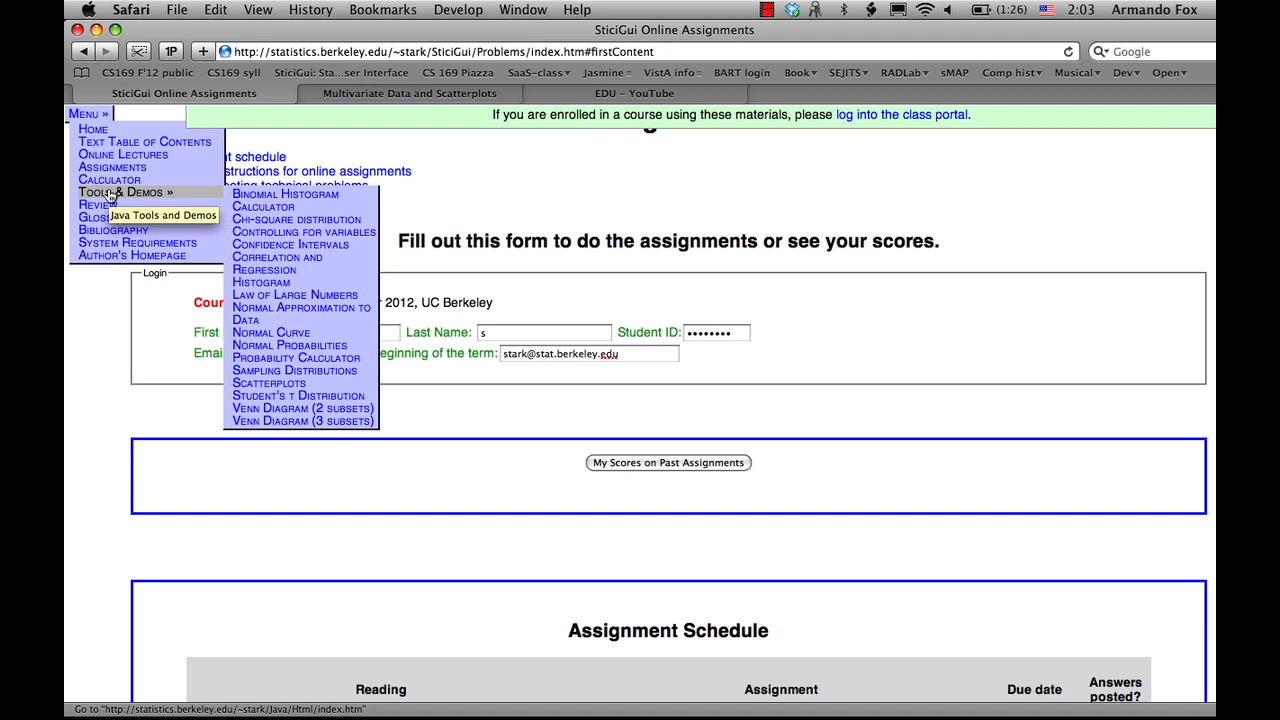 Safari File Edit View History Bookmarks Develop Window Help (1:26) 2:03 Armando Fox
SticiGui Online Assignments
1P + http://statistics.berkeley.edu/~stark/SticiGui/Problems/index.htm#firstContent Google
CS169 F'12 public CS169 syll SticiGui: Sta...ser Interface CS 169 Piazza SaaS-class Jasmine VistA info BART login Book SEJITS RADLab sMAP Comp hist Musical Dev Open
SticiGui Online Assignments Multivariate Data and Scatterplots EDU - YouTube
Menu »
If you are enrolled in a course using these materials, please log into the class portal.
Home
Text Table of Contents
Online Lectures
Assignments
Calculator
Tools & Demos »
Review
Java Tools and Demos
Bibliography
System Requirements
Author's Homepage
Binomial Histogram
Calculator
Chi-square distribution
Controlling for variables
Confidence Intervals
Correlation and
Regression
Histogram
Law of Large Numbers
Normal Approximation to
Data
Normal Curve
Normal Probabilities
Probability Calculator
Sampling Distributions
Scatterplots
Student's t Distribution
Venn Diagram (2 subsets)
Venn Diagram (3 subsets)
t schedule
structions for online assignments
Fill out this form to do the assignments or see your scores.
Login
Cour 2012, UC Berkeley
First Last Name: s Student ID: ••••••••
Emai eginning of the term: stark@stat.berkeley.edu
My Scores on Past Assignments
Assignment Schedule
Reading Assignment Due date Answers posted?
Go to "http://statistics.berkeley.edu/~stark/Java/Html/index.htm"